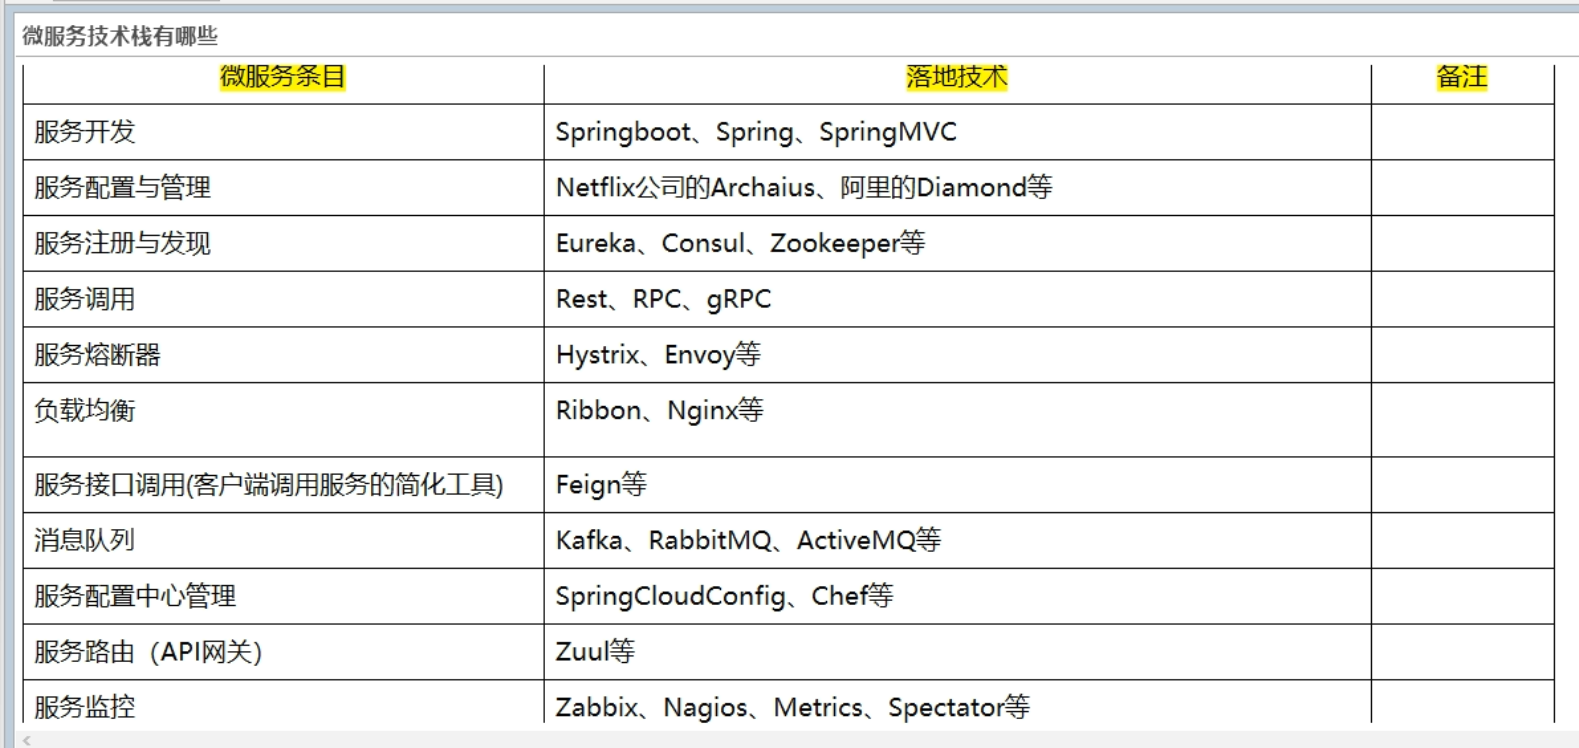 微服务技术栈有哪些
微服务条目 落地技术 备注
服务开发 Springboot、Spring、SpringMVC
服务配置与管理 Netflix公司的Archaius、阿里的Diamond等
服务注册与发现 Eureka、Consul、Zookeeper等
服务调用 Rest、RPC、gRPC
服务熔断器 Hystrix、Envoy等
负载均衡 Ribbon、Nginx等
服务接口调用(客户端调用服务的简化工具) Feign等
消息队列 Kafka、RabbitMQ、ActiveMQ等
服务配置中心管理 SpringCloudConfig、Chef等
服务路由（API网关） Zuul等
服务监控 Zabbix、Nagios、Metrics、Spectator等